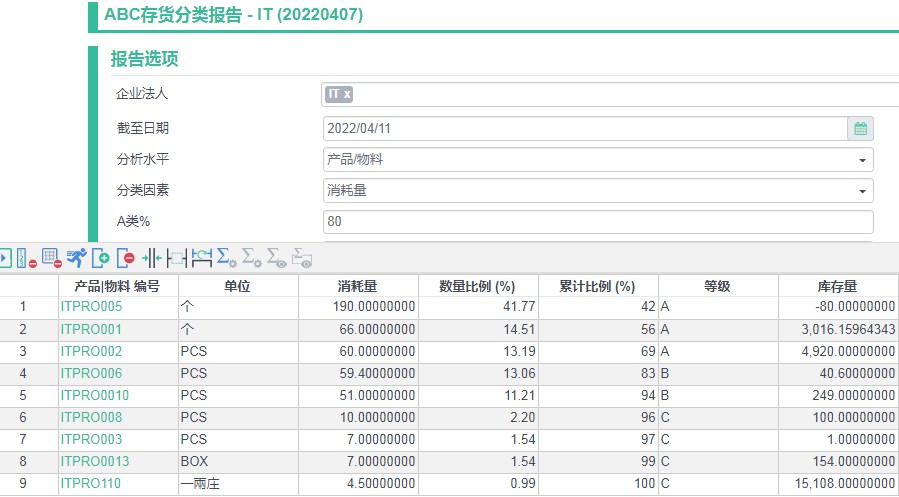 ABC存货分类报告 - IT (20220407)
报告选项
企业法人 IT x
截至日期 2022/04/11
分析水平 产品/物料
分类因素 消耗量
A类% 80
产品|物料 编号 单位 消耗量 数量比例 (%) 累计比例 (%) 等级 库存量
1 ITPRO005 个 190.00000000 41.77 42 A -80.00000000
2 ITPRO001 个 66.00000000 14.51 56 A 3,016.15964343
3 ITPRO002 PCS 60.00000000 13.19 69 A 4,920.00000000
4 ITPRO006 PCS 59.40000000 13.06 83 B 40.60000000
5 ITPRO0010 PCS 51.00000000 11.21 94 B 249.00000000
6 ITPRO008 PCS 10.00000000 2.20 96 C 100.00000000
7 ITPRO003 PCS 7.00000000 1.54 97 C 1.00000000
8 ITPRO0013 BOX 7.00000000 1.54 99 C 154.00000000
9 ITPRO110 一兩庄 4.50000000 0.99 100 C 15,108.00000000